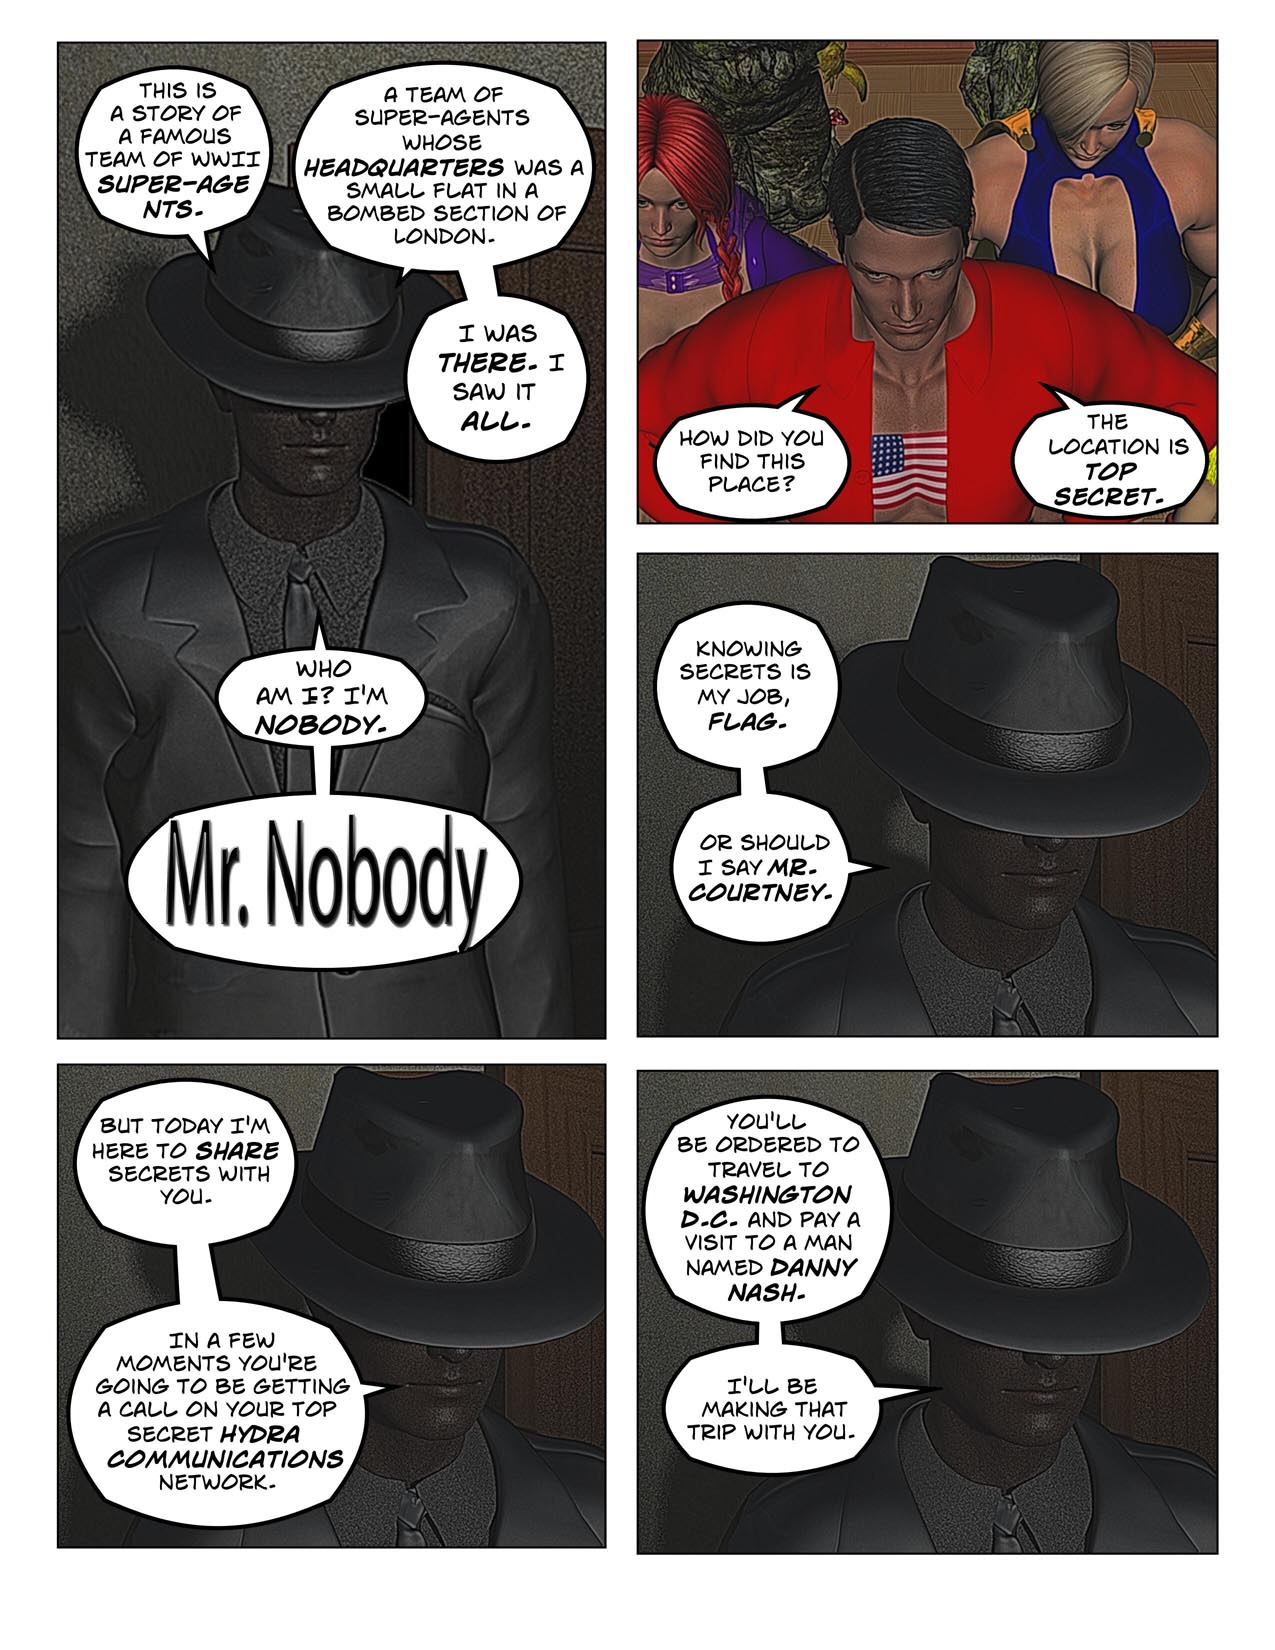 THIS IS
A STORY OF
A FAMOUS
TEAM OF WWII
SUPER-AGE
NTS.
A TEAM OF
SUPER-AGENTS
WHOSE
HEADQUARTERS WAS A
SMALL FLAT IN A
BOMBED SECTION OF
LONDON.
I WAS
THERE. I
SAW IT
ALL.
WHO
AM I? I'M
NOBODY.
Mr. Nobody
HOW DID YOU
FIND THIS
PLACE?
THE
LOCATION IS
TOP
SECRET.
KNOWING
SECRETS IS
MY JOB,
FLAG.
OR SHOULD
I SAY MR.
COURTNEY.
BUT TODAY I'M
HERE TO SHARE
SECRETS WITH
YOU.
IN A FEW
MOMENTS YOU'RE
GOING TO BE GETTING
A CALL ON YOUR TOP
SECRET HYDRA
COMMUNICATIONS
NETWORK.
YOU'LL
BE ORDERED TO
TRAVEL TO
WASHINGTON
D.C. AND PAY A
VISIT TO A MAN
NAMED DANNY
NASH.
I'LL BE
MAKING THAT
TRIP WITH YOU.